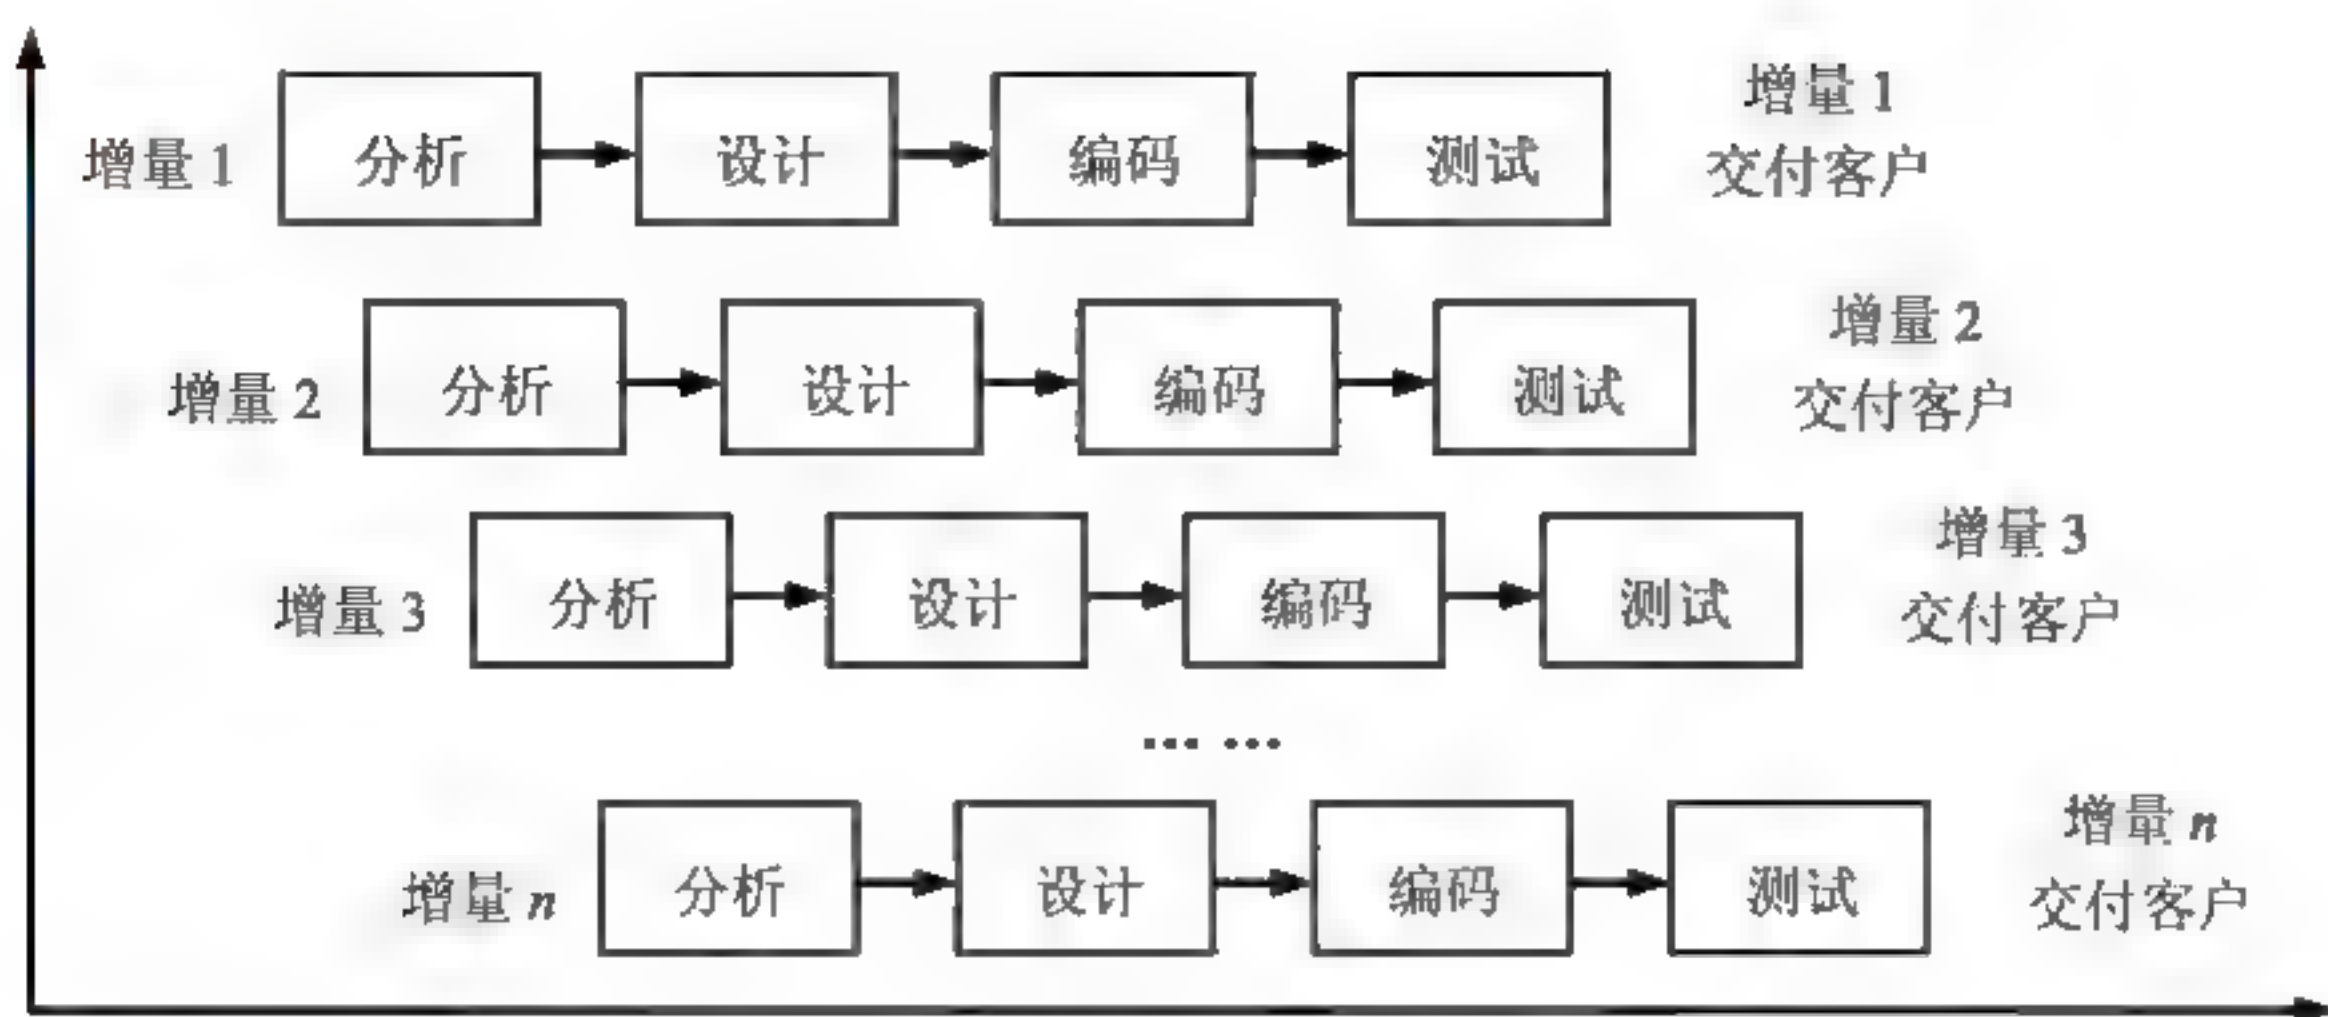 增量 1
分析
设计
编码
测试
增量 1
交付客户
增量 2
分析
设计
编码
测试
增量 2
交付客户
增量 3
分析
设计
编码
测试
增量 3
交付客户
…… 
增量 n
分析
设计
编码
测试
增量 n
交付客户